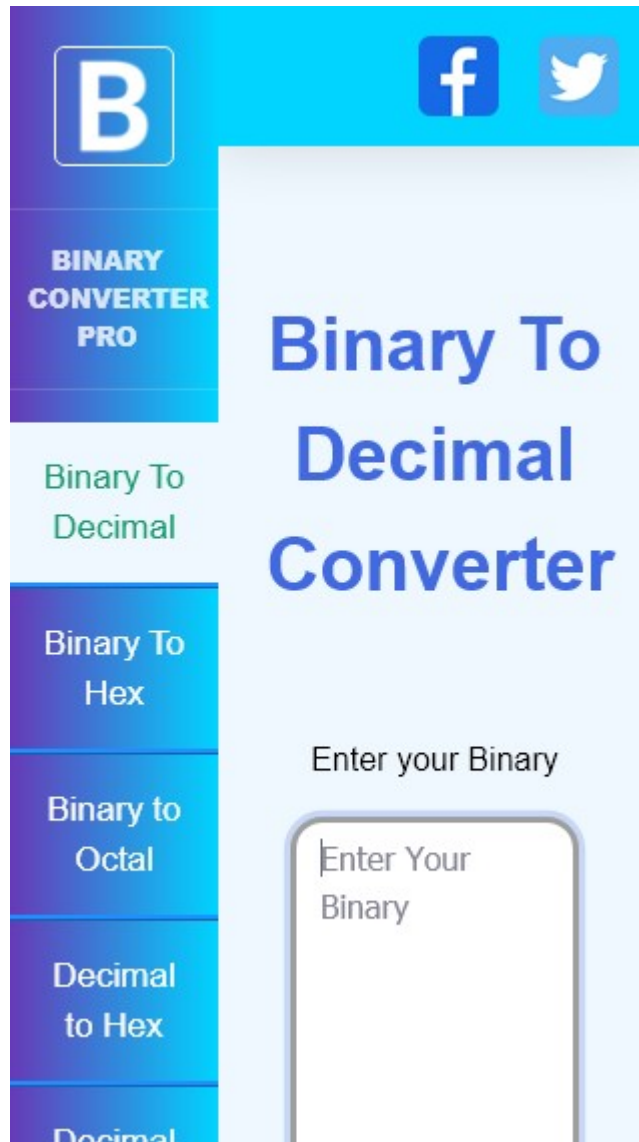 B
BINARY
CONVERTER
PRO
Binary To
Decimal
Binary To
Hex
Binary to
Octal
Decimal
to Hex
Decimal
f
Binary To
Decimal
Converter
Enter your Binary
Enter Your
Binary